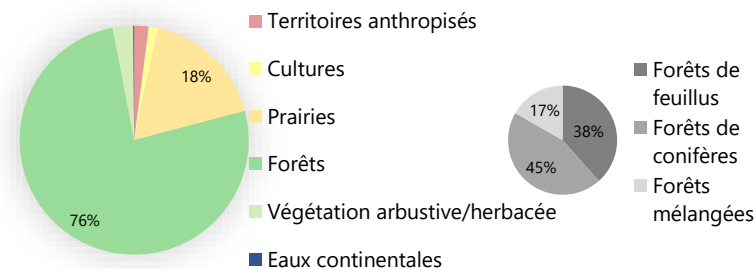 Territoires anthropisés
Cultures
Prairies
Forêts
Végétation arbustive/herbacée
Eaux continentales
18%
76%
Forêts de
feuillus
Forêts de
conifères
Forêts
mélangées
17%
38%
45%